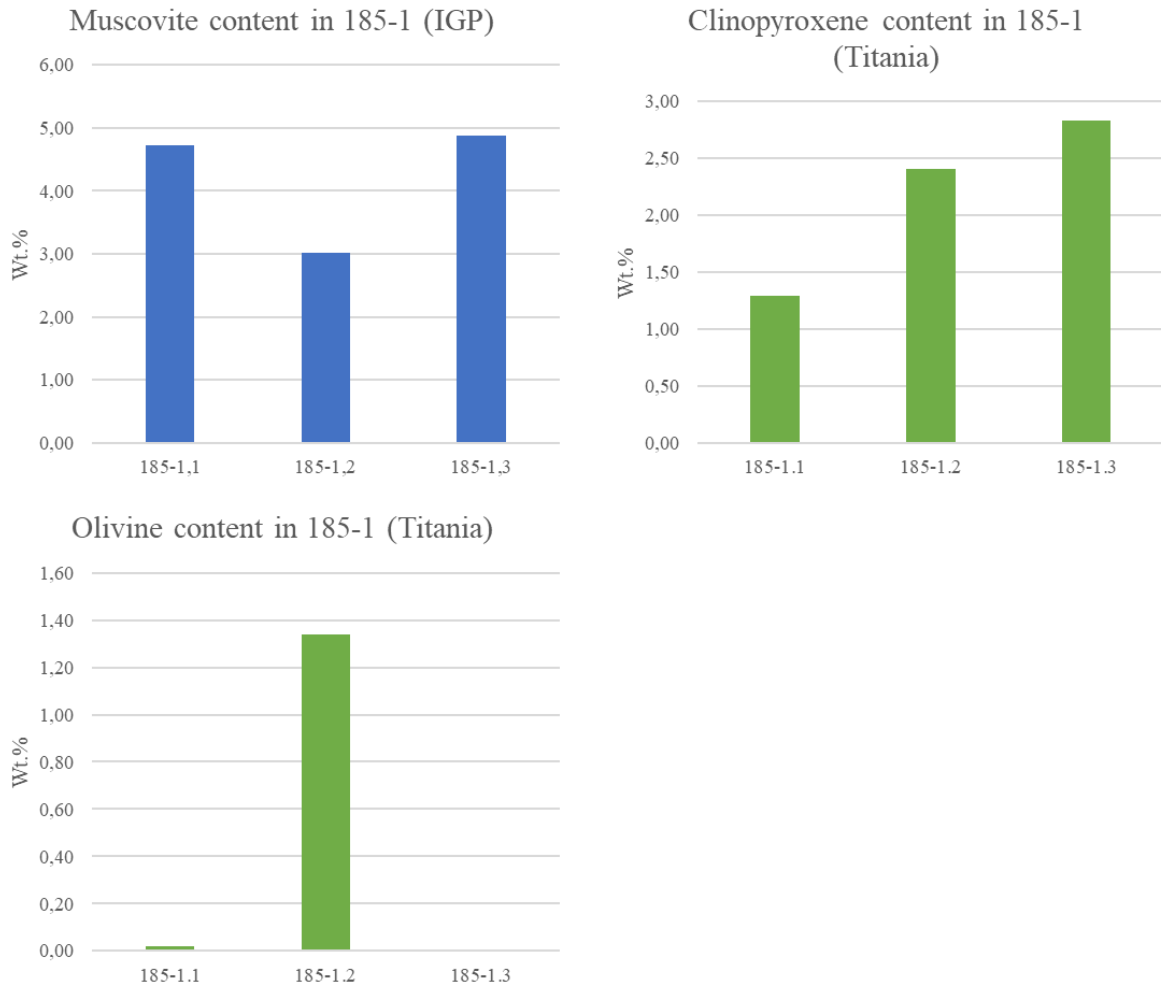 Muscovite content in 185-1 (IGP)
6,00
5,00
4,00
3,00
2,00
1,00
0,00
Wt.%
185-1,1 185-1,2 185-1,3
Clinopyroxene content in 185-1
(Titania)
3,00
2,50
2,00
1,50
1,00
0,50
0,00
Wt.%
185-1.1 185-1.2 185-1.3
Olivine content in 185-1 (Titania)
1,60
1,40
1,20
1,00
0,80
0,60
0,40
0,20
0,00
Wt.%
185-1.1 185-1.2 185-1.3